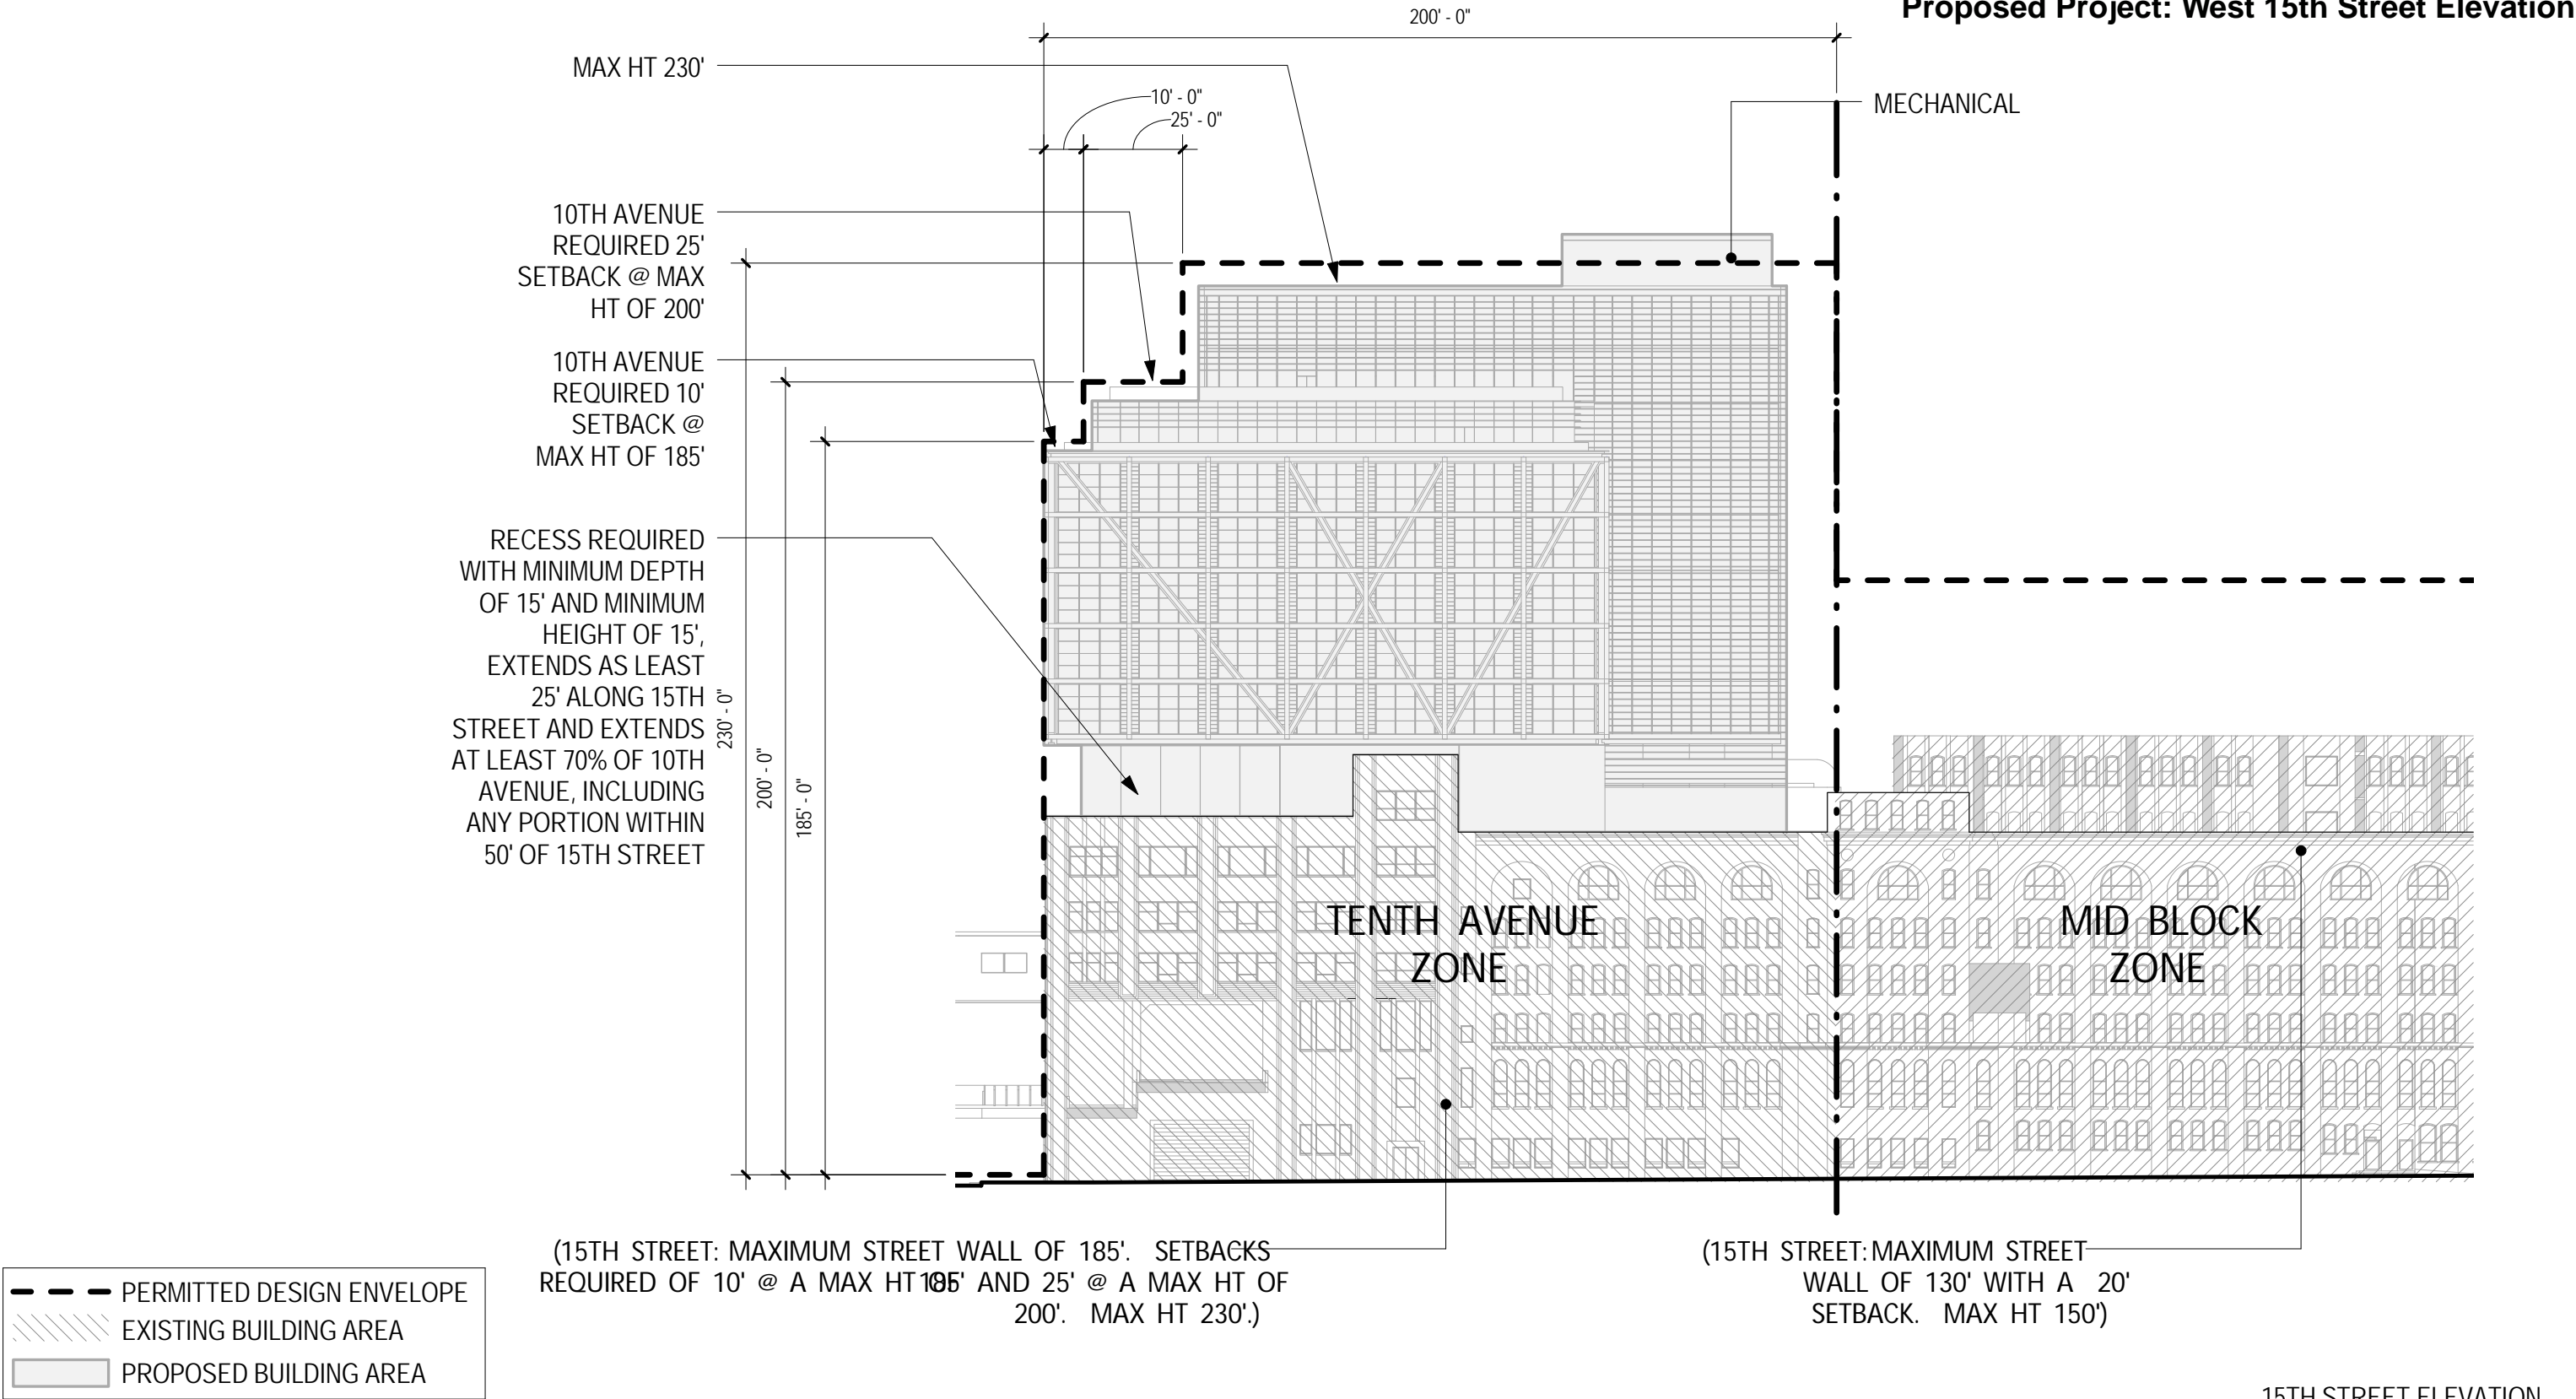 Proposed Project: West 15th Street Elevation
200' - 0"
MAX HT 230'
10' - 0"
25' - 0"
MECHANICAL
10TH AVENUE
REQUIRED 25'
SETBACK @ MAX
HT OF 200'
10TH AVENUE
REQUIRED 10'
SETBACK @
MAX HT OF 185'
RECESS REQUIRED
WITH MINIMUM DEPTH
OF 15' AND MINIMUM
HEIGHT OF 15',
EXTENDS AS LEAST
25' ALONG 15TH
STREET AND EXTENDS
AT LEAST 70% OF 10TH
AVENUE, INCLUDING
ANY PORTION WITHIN
50' OF 15TH STREET
230' - 0"
200' - 0"
185' - 0"
TENTH AVENUE
ZONE
MID BLOCK
ZONE
(15TH STREET: MAXIMUM STREET WALL OF 185'. SETBACKS
REQUIRED OF 10' @ A MAX HT OF 185' AND 25' @ A MAX HT OF
200'. MAX HT 230'.)
(15TH STREET: MAXIMUM STREET
WALL OF 130' WITH A 20'
SETBACK. MAX HT 150')
PERMITTED DESIGN ENVELOPE
EXISTING BUILDING AREA
PROPOSED BUILDING AREA
15TH STREET ELEVATION